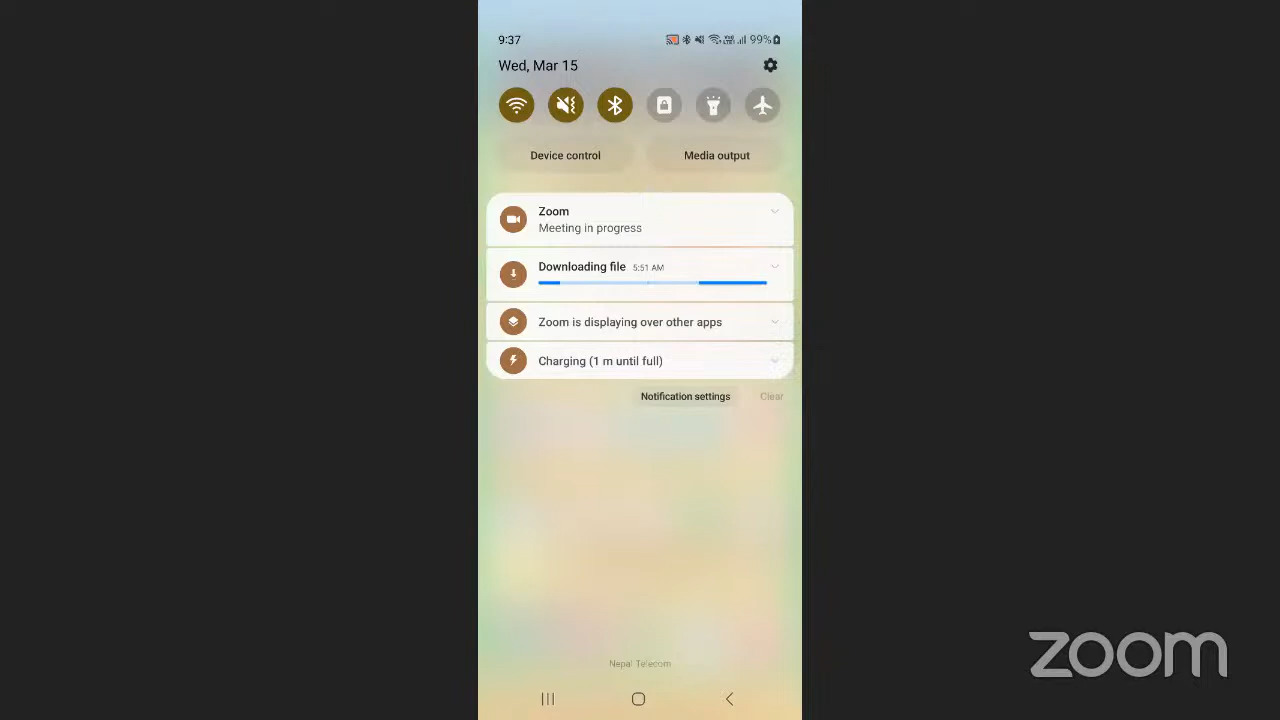 9:37
99%
Wed, Mar 15
Device control
Media output
Zoom
Meeting in progress
Downloading file 5:51 AM
Zoom is displaying over other apps
Charging (1 m until full)
Notification settings
Clear
Nepal Telecom
zoom